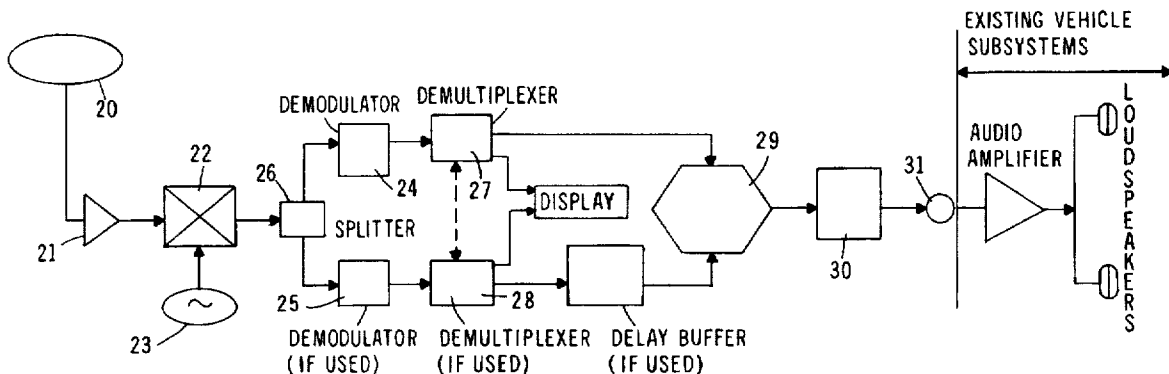 EXISTING VEHICLE
SUBSYSTEMS
20
DEMODULATOR
DEMULTIPLEXER
LOUDSPEAKERS
22
26
24
27
29
AUDIO
AMPLIFIER
31
21
SPLITTER
DISPLAY
30
23
25
28
DEMODULATOR
(IF USED)
DEMULTIPLEXER
(IF USED)
DELAY BUFFER
(IF USED)